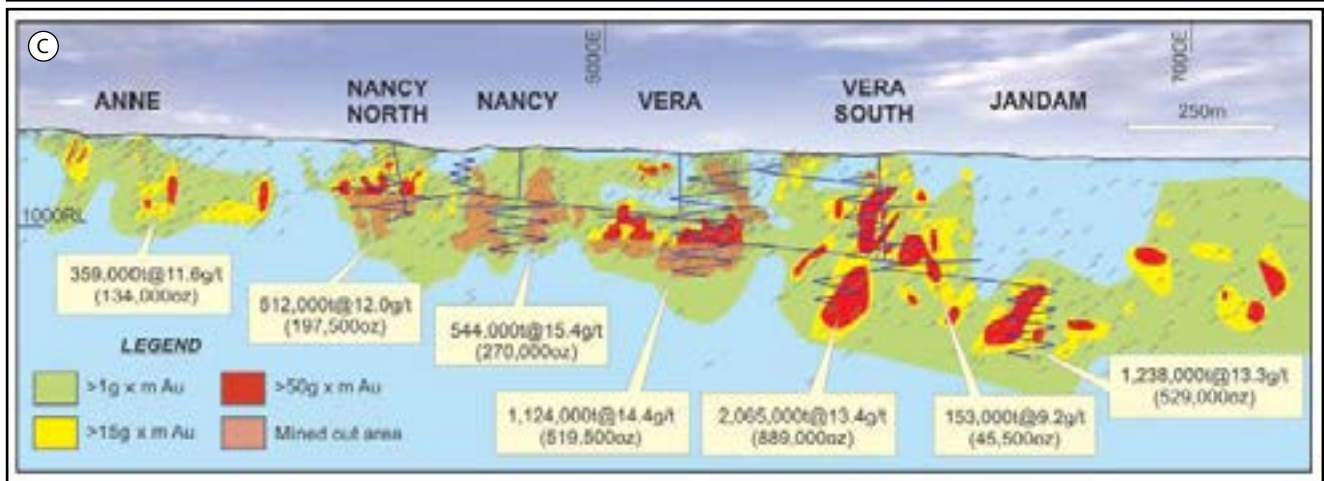 C
5000E
7000E
ANNE
NANCY
NORTH
NANCY
VERA
VERA
SOUTH
JANDAM
250m
1000RL
359,000t@11.6g/t
(134,000oz)
512,000t@12.0g/t
(197,500oz)
544,000t@15.4g/t
(270,000oz)
1,124,000t@14.4g/t
(519,500oz)
2,065,000t@13.4g/t
(889,000oz)
153,000t@9.2g/t
(45,500oz)
1,238,000t@13.3g/t
(529,000oz)
LEGEND
>1g x m Au
>50g x m Au
>15g x m Au
Mined out area